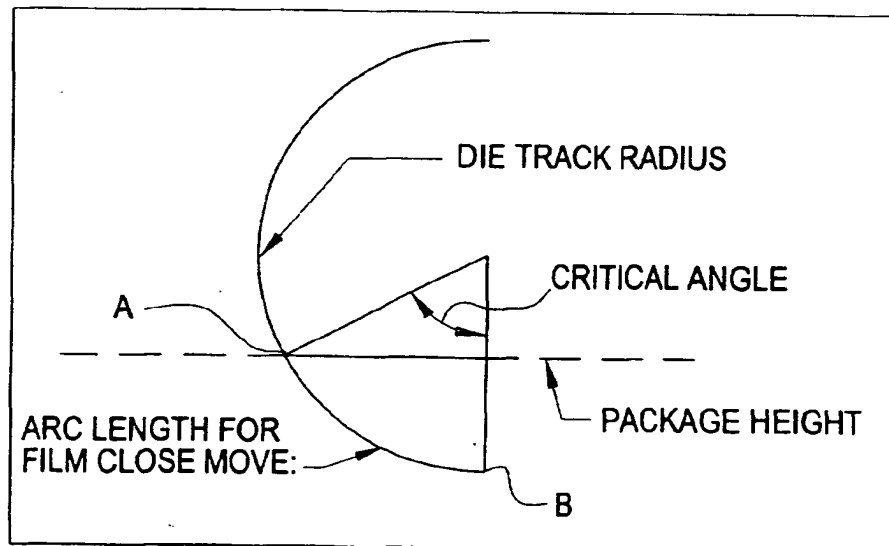 DIE TRACK RADIUS
CRITICAL ANGLE
A
PACKAGE HEIGHT
ARC LENGTH FOR
FILM CLOSE MOVE:
B